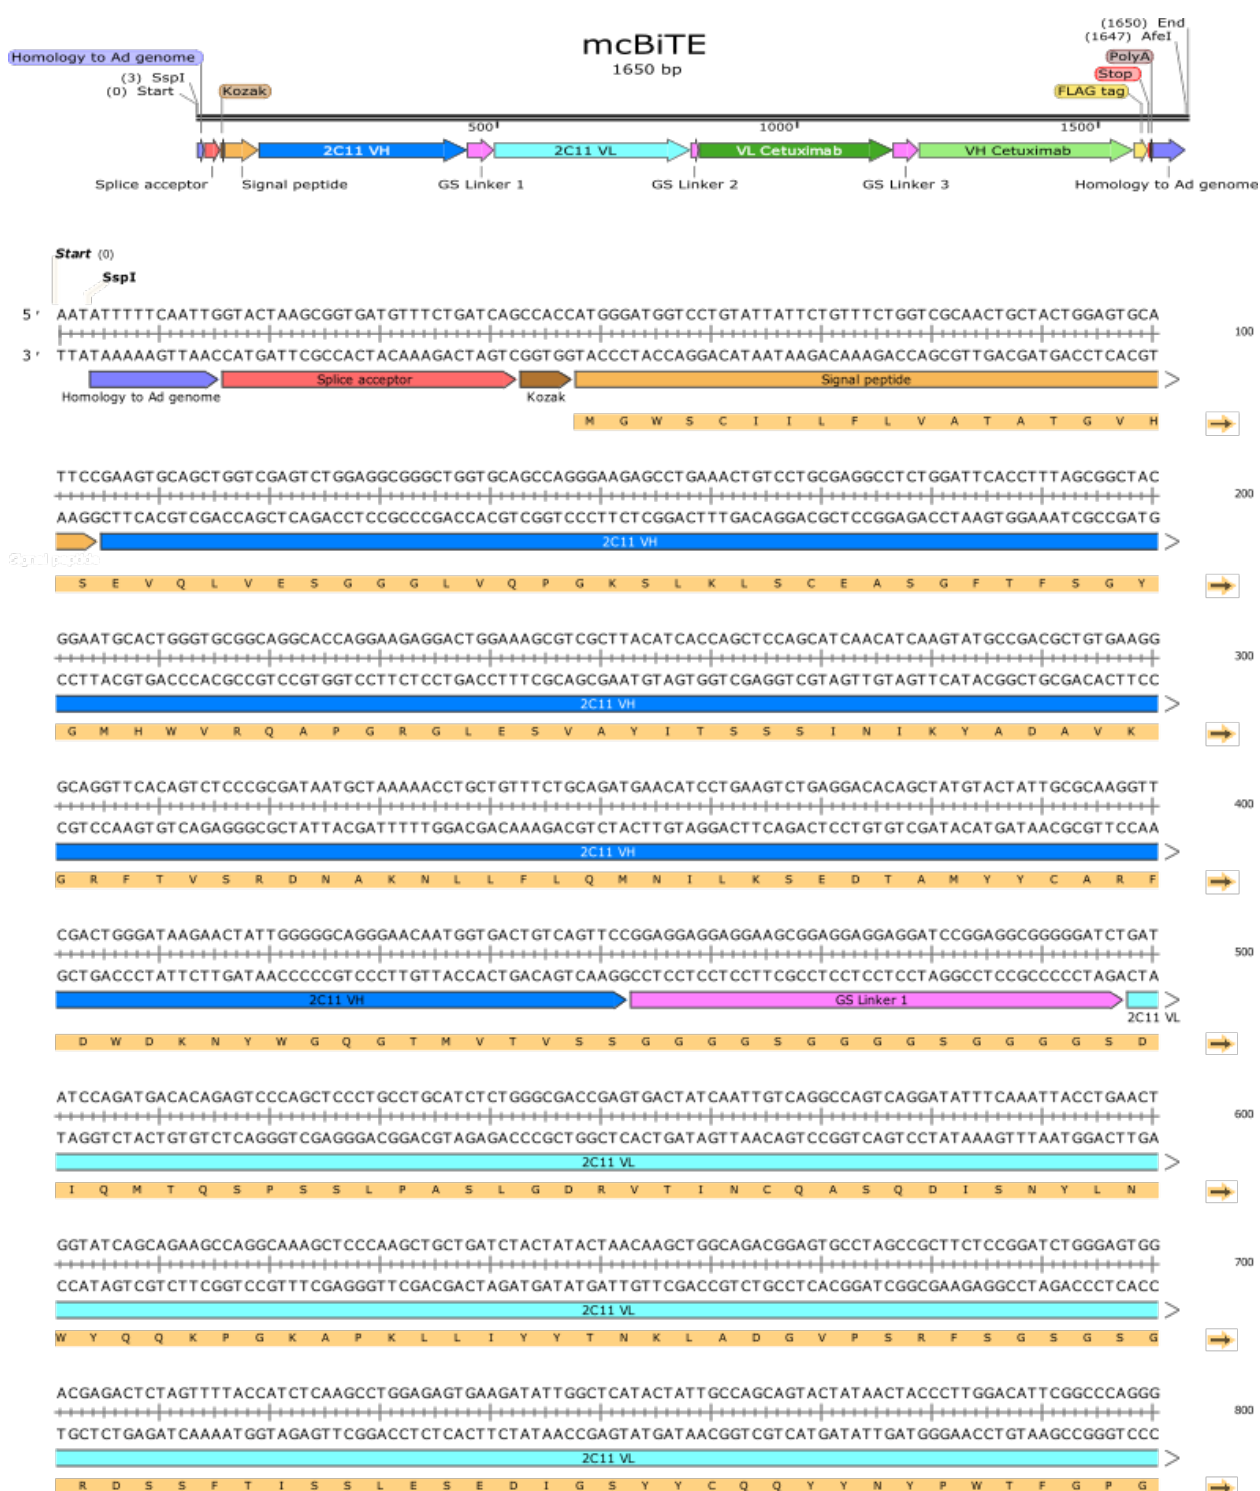 mcBiTE
1650 bp
(1650) End
(1647) AfeI
Homology to Ad genome
PolyA
(3) SspI
Stop
(0) Start
Kozak
FLAG tag
500 1000 1500
2C11 VH 2C11 VL VL Cetuximab VH Cetuximab
Splice acceptor Signal peptide GS Linker 1 GS Linker 2 GS Linker 3 Homology to Ad genome
Start (0)
SspI
5' AATATTTTTCAATTGGTACTAAGCGGTGATGTTTCTGATCAGCCACCATGGGATGGTCCTGTATTATTCTGTTTCTGGTCGCAACTGCTACTGGAGTGCA
100
3' TTATAAAAAGTTAACCATGATTCGCCACTACAAAGACTAGTCGGTGGTACCCTACCAGGACATAATAAGACAAAGACCAGCGTTGACGATGACCTCACGT
Splice acceptor Signal peptide
Homology to Ad genome Kozak
M G W S C I I L F L V A T A T G V H
TTCCGAAGTGCAGCTGGTCGAGTCTGGAGGCGGGCTGGTGCAGCCAGGGAAGAGCCTGAAACTGTCCTGCGAGGCCTCTGGATTCACCTTTAGCGGCTAC
200
AAGGCTTCACGTCGACCAGCTCAGACCTCCGCCCGACCACGTCGGTCCCTTCTCGGACTTTGACAGGACGCTCCGGAGACCTAAGTGGAAATCGCCGATG
2C11 VH
Signal peptide
S E V Q L V E S G G G L V Q P G K S L K L S C E A S G F T F S G Y
GGAATGCACTGGGTGCGGCAGGCACCAGGAAGAGGACTGGAAAGCGTCGCTTACATCACCAGCTCCAGCATCAACATCAAGTATGCCGACGCTGTGAAGG
300
CCTTACGTGACCCACGCCGTCCGTGGTCCTTCTCCTGACCTTTCGCAGCGAATGTAGTGGTCGAGGTCGTAGTTGTAGTTCATACGGCTGCGACACTTCC
2C11 VH
G M H W V R Q A P G R G L E S V A Y I T S S S I N I K Y A D A V K
GCAGGTTCACAGTCTCCCGCGATAATGCTAAAAACCTGCTGTTTCTGCAGATGAACATCCTGAAGTCTGAGGACACAGCTATGTACTATTGCGCAAGGTT
400
CGTCCAAGTGTCAGAGGGCGCTATTACGATTTTTGGACGACAAAGACGTCTACTTGTAGGACTTCAGACTCCTGTGTCGATACATGATAACGCGTTCCAA
2C11 VH
G R F T V S R D N A K N L L F L Q M N I L K S E D T A M Y Y C A R F
CGACTGGGATAAGAACTATTGGGGGCAGGGAACAATGGTGACTGTCAGTTCCGGAGGAGGAGGAAGCGGAGGAGGAGGATCCGGAGGCGGGGGATCTGAT
500
GCTGACCCTATTCTTGATAACCCCCGTCCCTTGTTACCACTGACAGTCAAGGCCTCCTCCTCCTTCGCCTCCTCCTCCTAGGCCTCCGCCCCCTAGACTA
2C11 VH GS Linker 1
2C11 VL
D W D K N Y W G Q G T M V T V S S G G G G S G G G G S G G G G S D
ATCCAGATGACACAGAGTCCCAGCTCCCTGCCTGCATCTCTGGGCGACCGAGTGACTATCAATTGTCAGGCCAGTCAGGATATTTCAAATTACCTGAACT
600
TAGGTCTACTGTGTCTCAGGGTCGAGGGACGGACGTAGAGACCCGCTGGCTCACTGATAGTTAACAGTCCGGTCAGTCCTATAAAGTTTAATGGACTTGA
2C11 VL
I Q M T Q S P S S L P A S L G D R V T I N C Q A S Q D I S N Y L N
GGTATCAGCAGAAGCCAGGCAAAGCTCCCAAGCTGCTGATCTACTATACTAACAAGCTGGCAGACGGAGTGCCTAGCCGCTTCTCCGGATCTGGGAGTGG
700
CCATAGTCGTCTTCGGTCCGTTTCGAGGGTTCGACGACTAGATGATATGATTGTTCGACCGTCTGCCTCACGGATCGGCGAAGAGGCCTAGACCCTCACC
2C11 VL
W Y Q Q K P G K A P K L L I Y Y T N K L A D G V P S R F S G S G S G
ACGAGACTCTAGTTTTACCATCTCAAGCCTGGAGAGTGAAGATATTGGCTCATACTATTGCCAGCAGTACTATAACTACCCTTGGACATTCGGCCCAGGG
800
TGCTCTGAGATCAAAATGGTAGAGTTCGGACCTCTCACTTCTATAACCGAGTATGATAACGGTCGTCATGATATTGATGGGAACCTGTAAGCCGGGTCCC
2C11 VL
R D S S F T I S S L E S E D I G S Y Y C Q Q Y Y N Y P W T F G P G